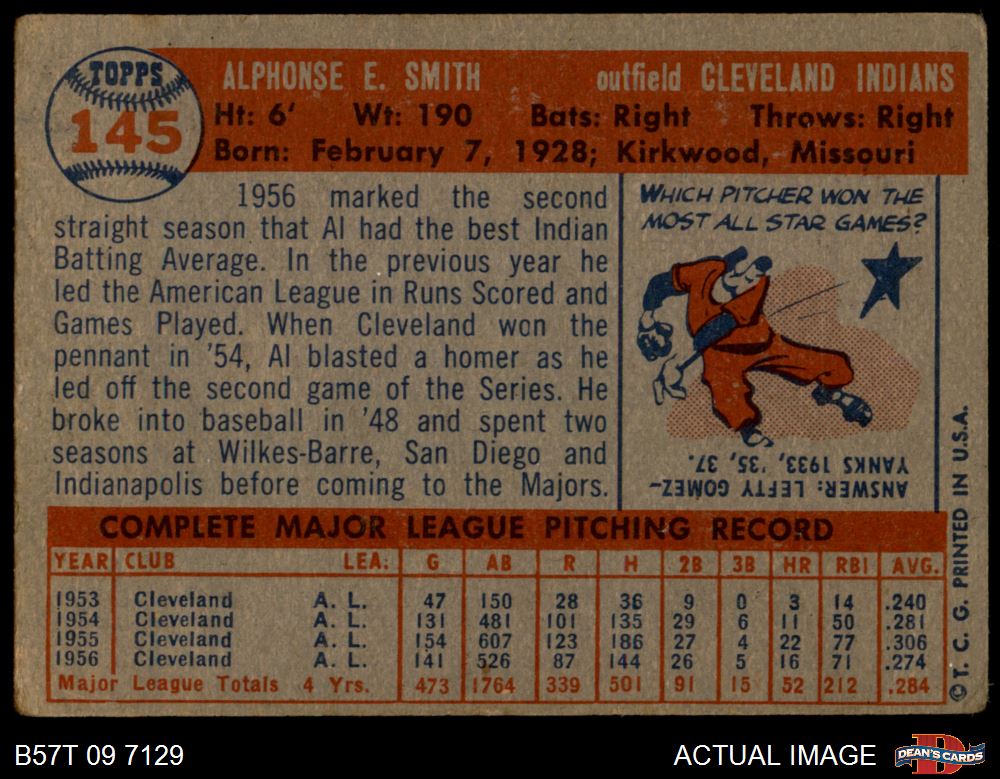 TOPPS
145
ALPHONSE E. SMITH outfield CLEVELAND INDIANS
Ht: 6' Wt: 190 Bats: Right Throws: Right
Born: February 7, 1928; Kirkwood, Missouri
1956 marked the second
straight season that Al had the best Indian
Batting Average. In the previous year he
led the American League in Runs Scored and
Games Played. When Cleveland won the
pennant in '54, Al blasted a homer as he
led off the second game of the Series. He
broke into baseball in '48 and spent two
seasons at Wilkes-Barre, San Diego and
Indianapolis before coming to the Majors.
WHICH PITCHER WON THE
MOST ALL STAR GAMES?
ANSWER: LEFTY GOMEZ-
YANKS 1933, '35, '37.
COMPLETE MAJOR LEAGUE PITCHING RECORD
YEAR CLUB LEA. G AB R H 2B 3B HR RBI AVG.
1953 Cleveland A. L. 47 150 28 36 9 0 3 14 .240
1954 Cleveland A. L. 131 481 101 135 29 6 11 50 .281
1955 Cleveland A. L. 154 607 123 186 27 4 22 77 .306
1956 Cleveland A. L. 141 526 87 144 26 5 16 71 .274
Major League Totals 4 Yrs. 473 1764 339 501 91 15 52 212 .284
© T. C. G. PRINTED IN U.S.A.
B57T 09 7129
ACTUAL IMAGE
DEAN'S CARDS